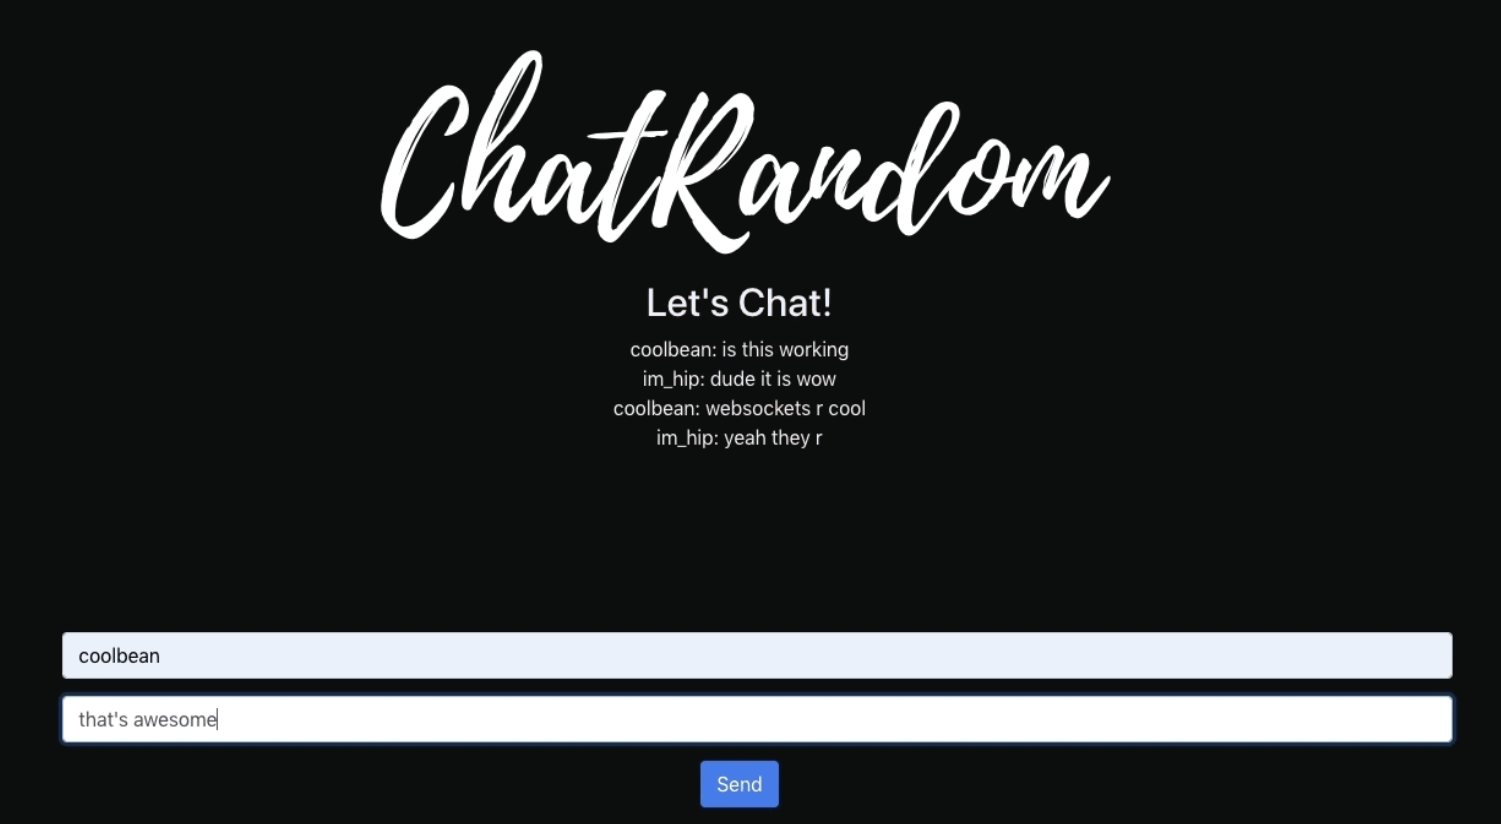 ChatRandom
Let's Chat!
coolbean: is this working
im_hip: dude it is wow
coolbean: websockets r cool
im_hip: yeah they r
coolbean
that's awesome
Send